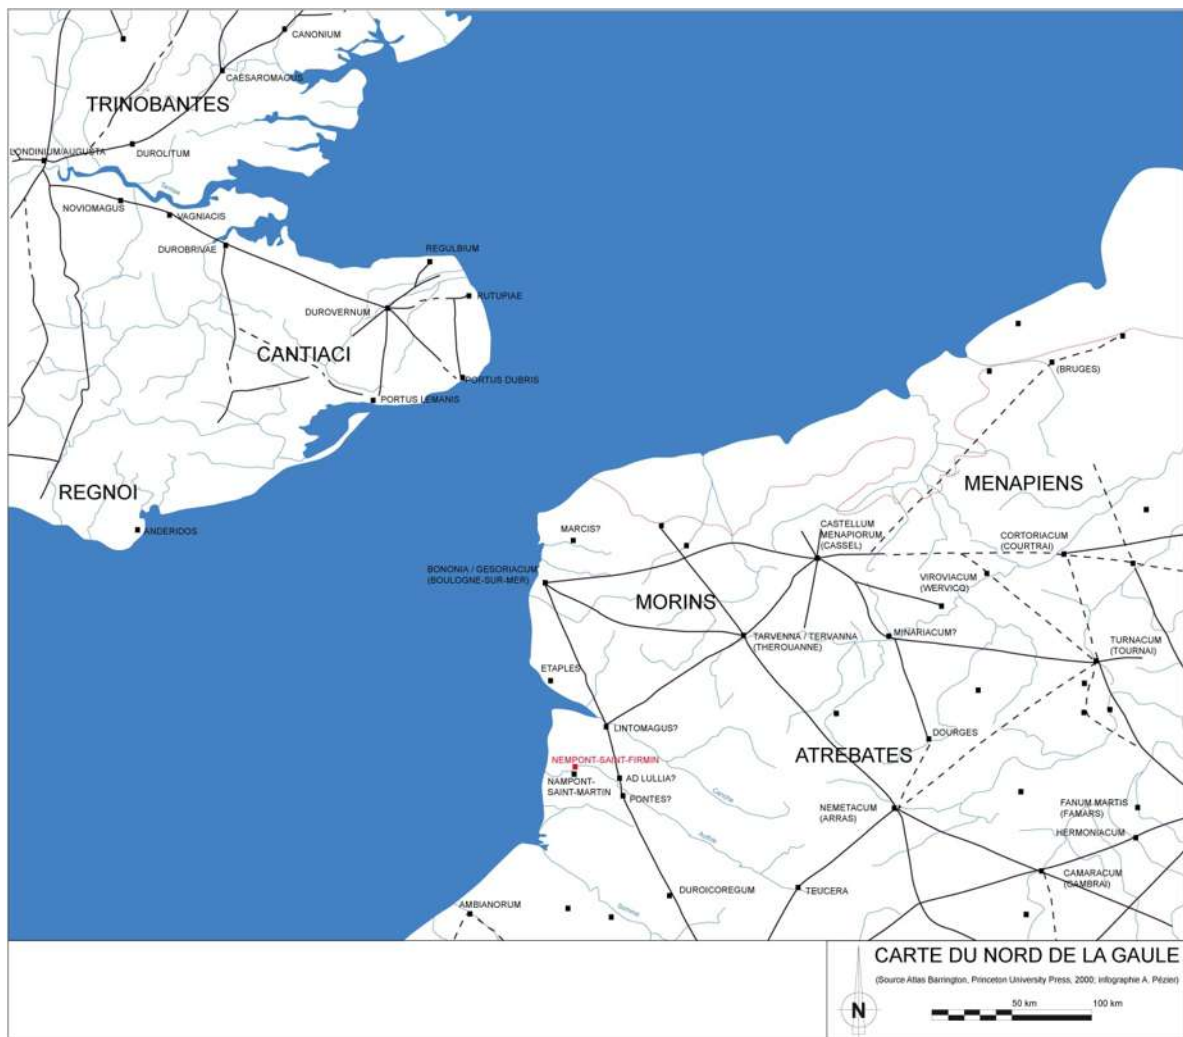 CANONIUM
CAESAROMAGUS
TRINOBANTES
LONDINIUM/AUGUSTA
DUROLITUM
Tamise
NOVIOMAGUS
VAGNIACIS
DUROBRIVAE
REGULBIUM
RUTUPIAE
DUROVERNUM
CANTIACI
PORTUS DUBRIS
PORTUS LEMANIS
REGNOI
ANDERIDOS
(BRUGES)
MENAPIENS
MARCIS?
CASTELLUM
MENAPIORUM
(CASSEL)
CORTORIACUM
(COURTRAI)
BONONIA / GESORIACUM
(BOULOGNE-SUR-MER)
VIROVIACUM
(WERVICQ)
MORINS
TARVENNA / TERVANNA
(THEROUANNE)
MINARIACUM?
TURNACUM
(TOURNAI)
ETAPLES
LINTOMAGUS?
DOURGES
ATREBATES
NEMPONT-SAINT-FIRMIN
NAMPONT-
SAINT-MARTIN
AD LULLIA?
PONTES?
Canche
NEMETACUM
(ARRAS)
FANUM MARTIS
(FAMARS)
HERMONIACUM
Authie
CAMARACUM
(CAMBRAI)
DUROICOREGUM
TEUCERA
AMBIANORUM
Somme
CARTE DU NORD DE LA GAULE
(Source Atlas Barrington, Princeton University Press, 2000; infographie A. Pézier)
N
50 km
100 km